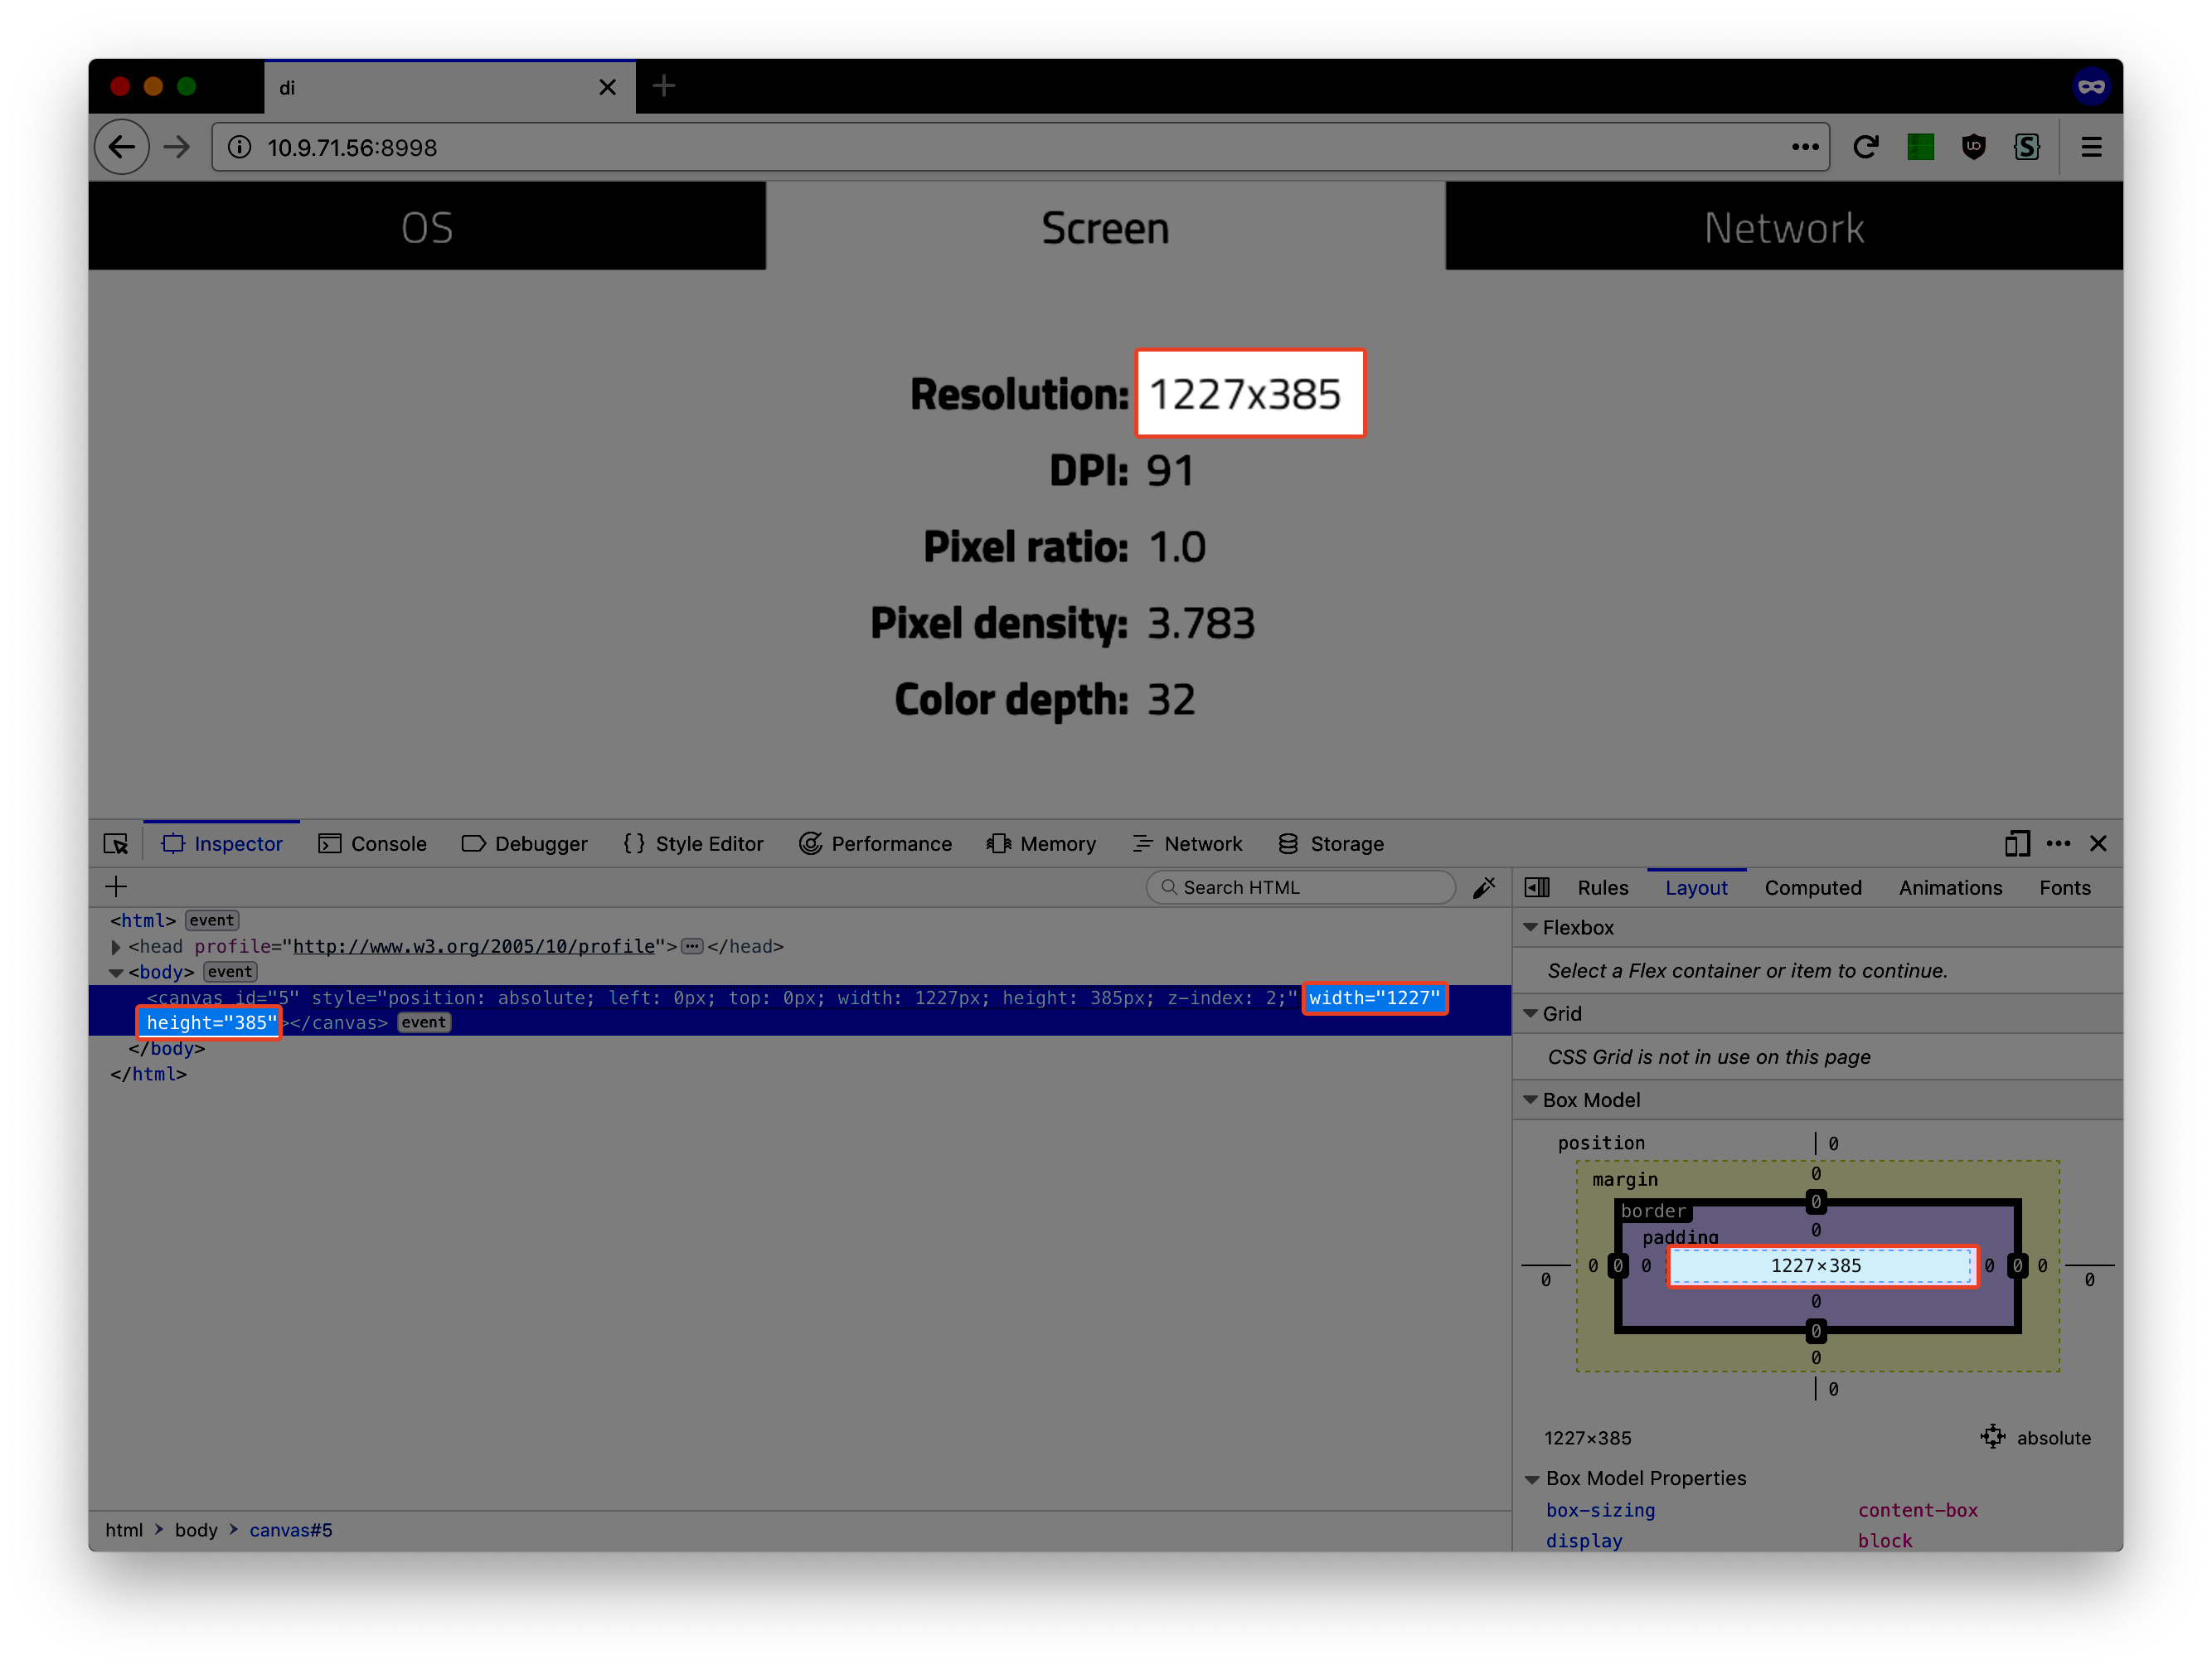 di
10.9.71.56:8998
OS Screen Network
Resolution: 1227x385
DPI: 91
Pixel ratio: 1.0
Pixel density: 3.783
Color depth: 32
Inspector Console Debugger { } Style Editor Performance Memory Network Storage
Search HTML
Rules Layout Computed Animations Fonts
<html> event
<head profile="http://www.w3.org/2005/10/profile">…</head>
<body> event
<canvas id="5" style="position: absolute; left: 0px; top: 0px; width: 1227px; height: 385px; z-index: 2;" width="1227"
height="385"></canvas> event
</body>
</html>
Flexbox
Select a Flex container or item to continue.
Grid
CSS Grid is not in use on this page
Box Model
position 0
margin 0
border 0
padding 0
0 0 0 0 1227×385 0 0 0 0
0
0
0
0
1227×385 absolute
Box Model Properties
box-sizing content-box
display block
html > body > canvas#5